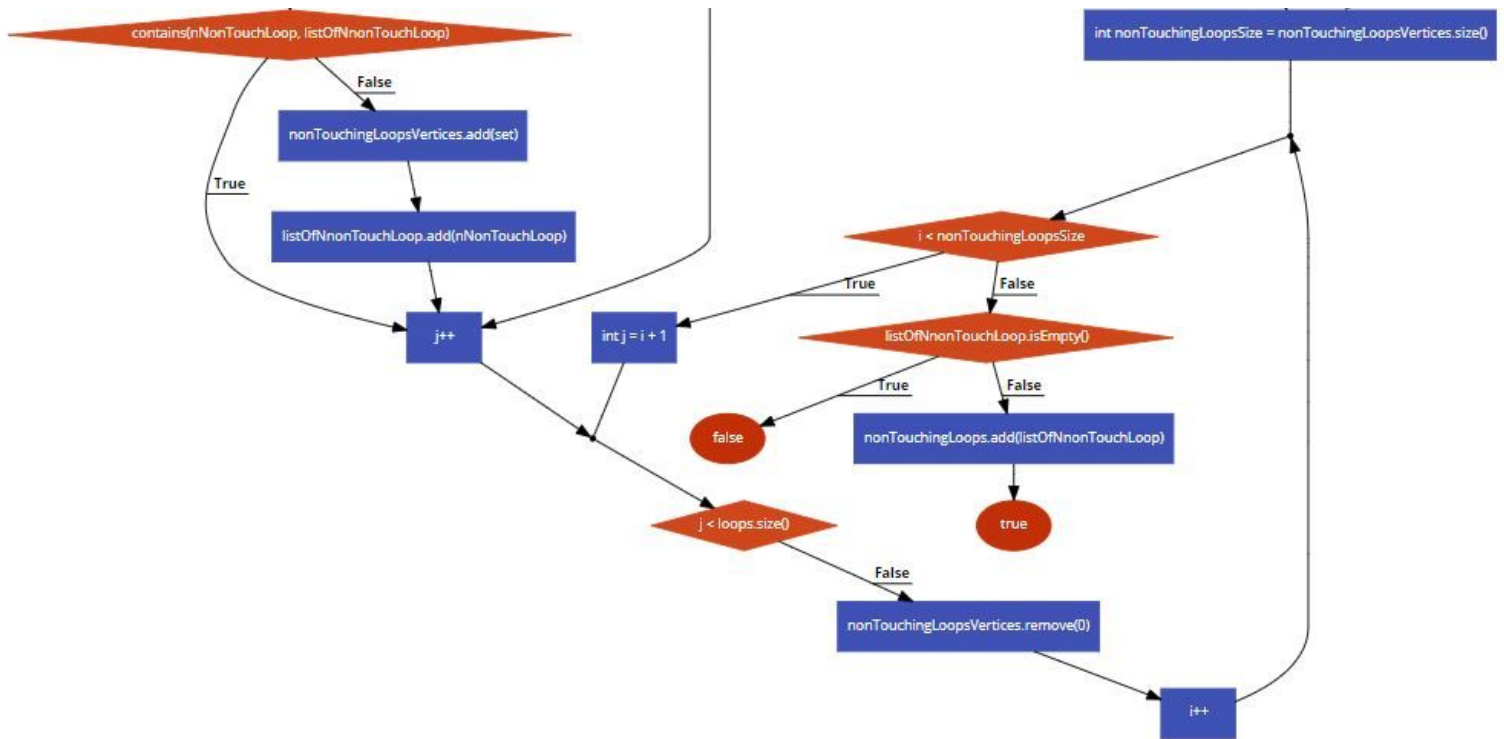 contains(nNonTouchLoop, listOfNnonTouchLoop)
int nonTouchingLoopsSize = nonTouchingLoopsVertices.size()
False
nonTouchingLoopsVertices.add(set)
True
listOfNnonTouchLoop.add(nNonTouchLoop)
i < nonTouchingLoopsSize
True
False
j++
int j = i + 1
listOfNnonTouchLoop.isEmpty()
True
False
false
nonTouchingLoops.add(listOfNnonTouchLoop)
j < loops.size()
true
False
nonTouchingLoopsVertices.remove(0)
i++